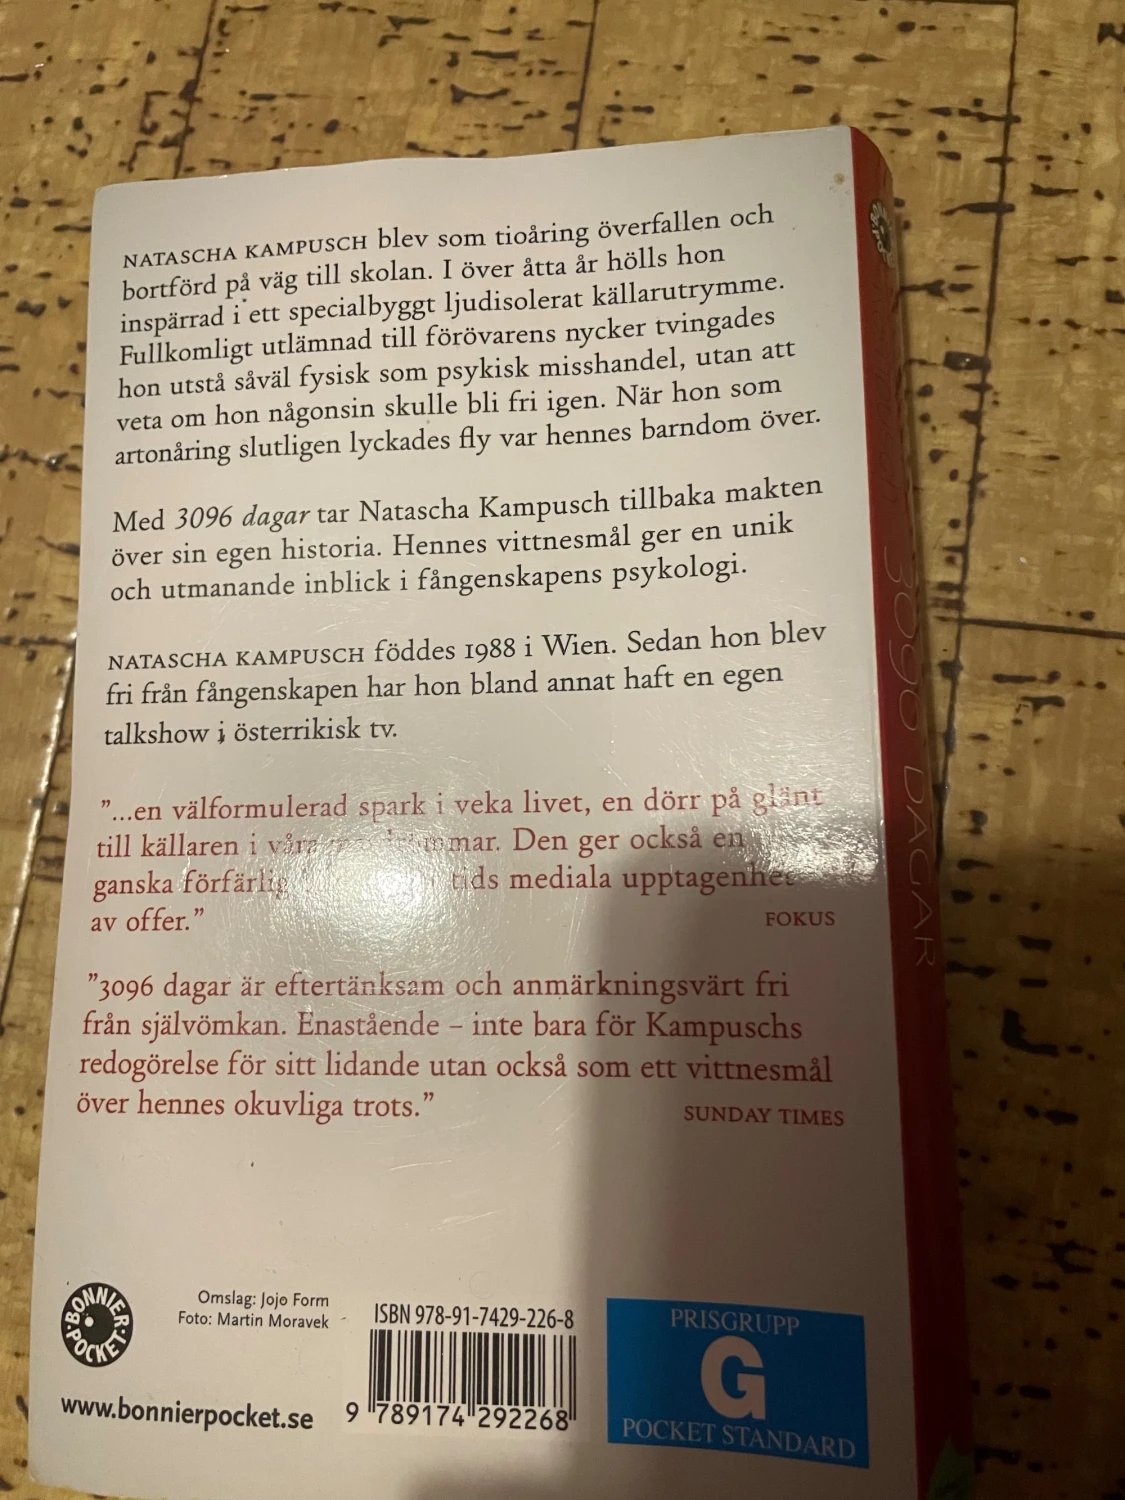 NATASCHA KAMPUSCH blev som tioåring överfallen och
bortförd på väg till skolan. I över åtta år hölls hon
inspärrad i ett specialbyggt ljudisolerat källarutrymme.
Fullkomligt utlämnad till förövarens nycker tvingades
hon utstå såväl fysisk som psykisk misshandel, utan att
veta om hon någonsin skulle bli fri igen. När hon som
artonåring slutligen lyckades fly var hennes barndom över.
Med 3096 dagar tar Natascha Kampusch tillbaka makten
över sin egen historia. Hennes vittnesmål ger en unik
och utmanande inblick i fångenskapens psykologi.
NATASCHA KAMPUSCH föddes 1988 i Wien. Sedan hon blev
fri från fångenskapen har hon bland annat haft en egen
talkshow i österrikisk tv.
"...en välformulerad spark i veka livet, en dörr på glänt
till källaren i våra Den ger också en
ganska förfärlig tids mediala upptagenhet
av offer."
FOKUS
"3096 dagar är eftertänksam och anmärkningsvärt fri
från självömkan. Enastående – inte bara för Kampuschs
redogörelse för sitt lidande utan också som ett vittnesmål
över hennes okuvliga trots."
SUNDAY TIMES
BONNIER POCKET
www.bonnierpocket.se
Omslag: Jojo Form
Foto: Martin Moravek
ISBN 978-91-7429-226-8
9 789174 292268
PRISGRUPP
G
POCKET STANDARD
3096 DAGAR